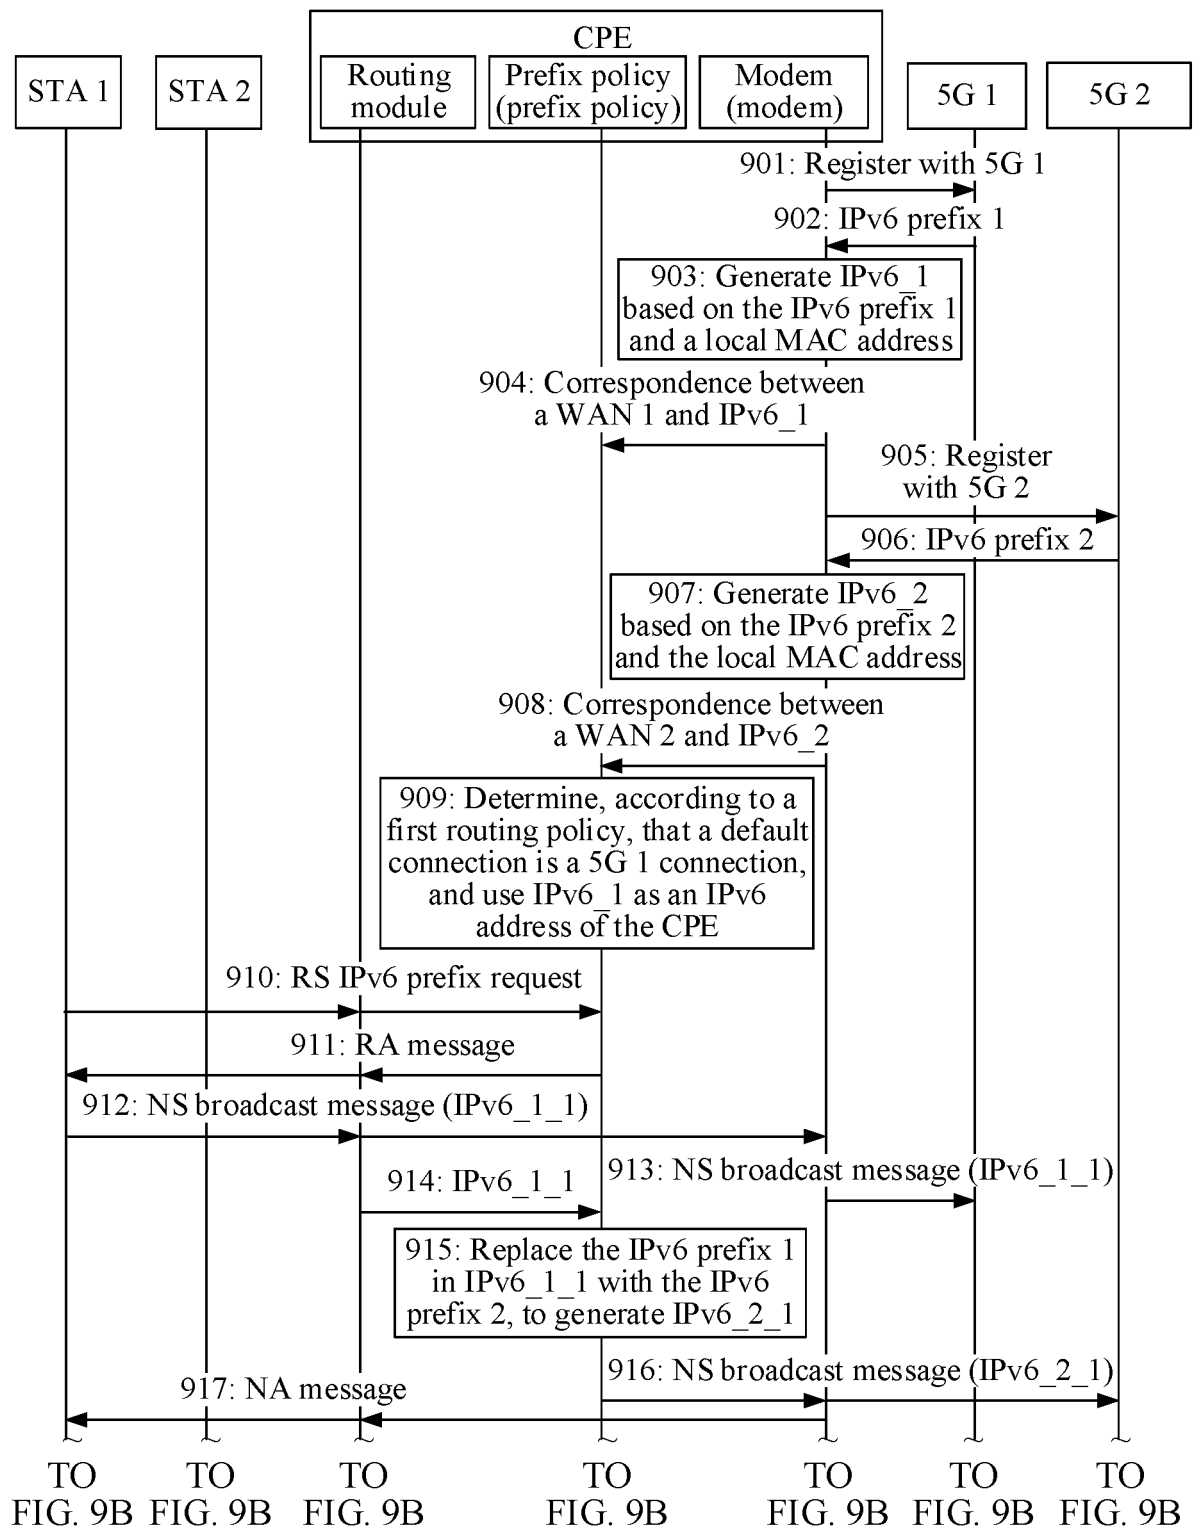 CPE
STA 1
STA 2
Routing
module
Prefix policy
(prefix policy)
Modem
(modem)
5G 1
5G 2
901: Register with 5G 1
902: IPv6 prefix 1
903: Generate IPv6_1
based on the IPv6 prefix 1
and a local MAC address
904: Correspondence between
a WAN 1 and IPv6_1
905: Register
with 5G 2
906: IPv6 prefix 2
907: Generate IPv6_2
based on the IPv6 prefix 2
and the local MAC address
908: Correspondence between
a WAN 2 and IPv6_2
909: Determine, according to a
first routing policy, that a default
connection is a 5G 1 connection,
and use IPv6_1 as an IPv6
address of the CPE
910: RS IPv6 prefix request
911: RA message
912: NS broadcast message (IPv6_1_1)
913: NS broadcast message (IPv6_1_1)
914: IPv6_1_1
915: Replace the IPv6 prefix 1
in IPv6_1_1 with the IPv6
prefix 2, to generate IPv6_2_1
916: NS broadcast message (IPv6_2_1)
917: NA message
TO
FIG. 9B
TO
FIG. 9B
TO
FIG. 9B
TO
FIG. 9B
TO
FIG. 9B
TO
FIG. 9B
TO
FIG. 9B